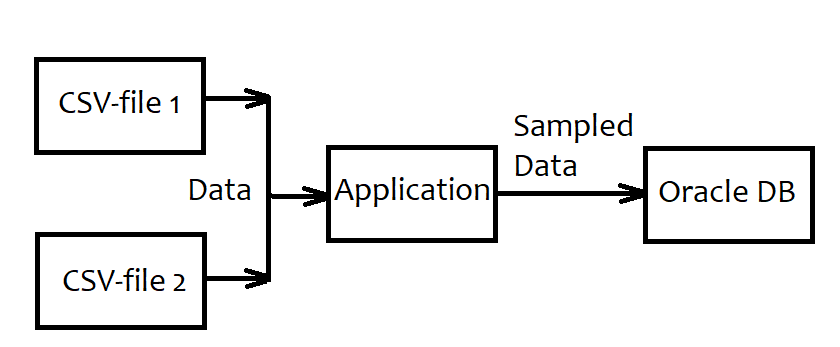 CSV-file 1
Data
CSV-file 2
Application
Sampled
Data
Oracle DB